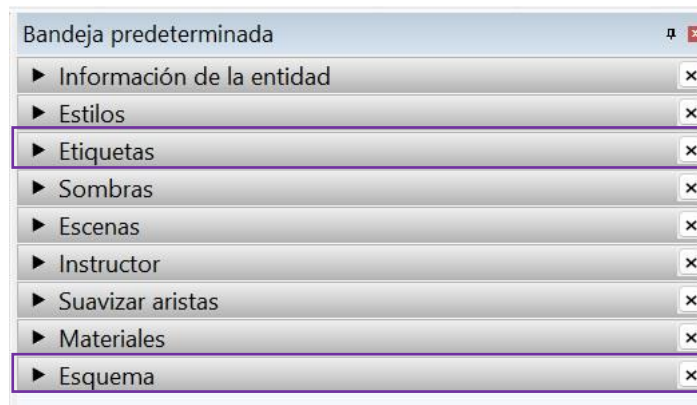 Bandeja predeterminada
Información de la entidad
Estilos
Etiquetas
Sombras
Escenas
Instructor
Suavizar aristas
Materiales
Esquema